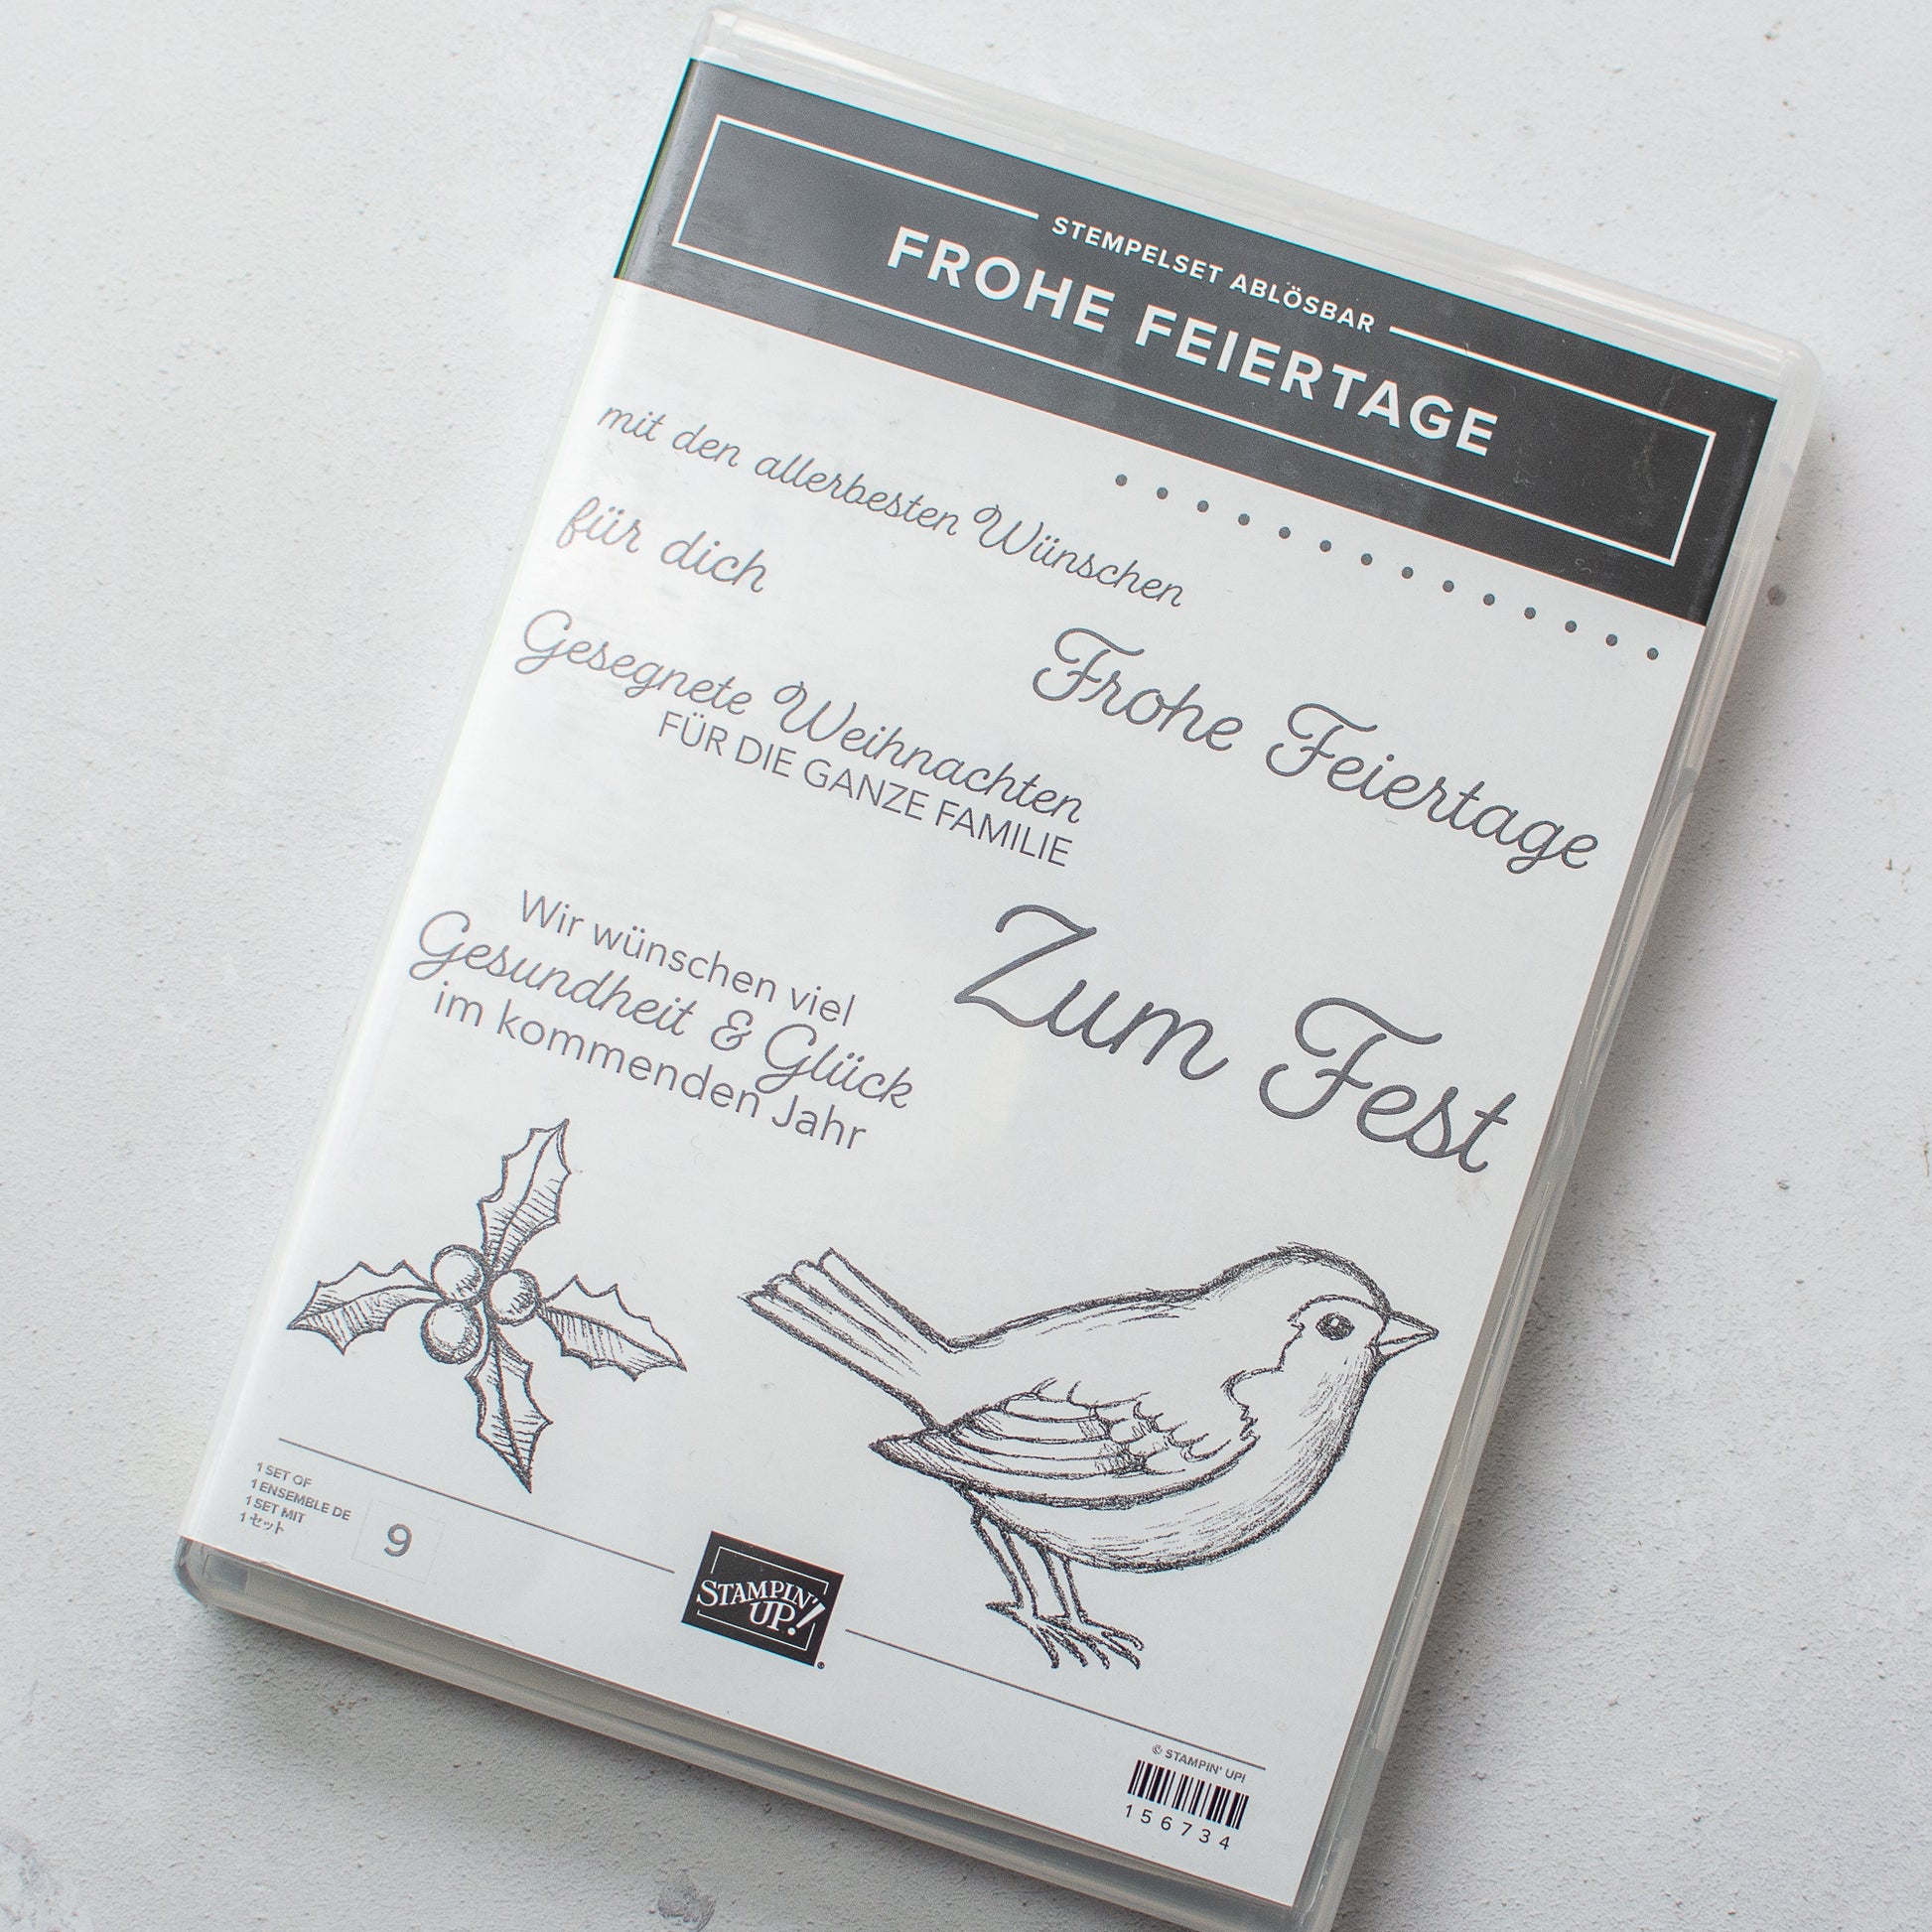 STEMPELSET ABLÖSBAR
FROHE FEIERTAGE
mit den allerbesten Wünschen
für dich
Gesegnete Weihnachten
FÜR DIE GANZE FAMILIE
Frohe Feiertage
Wir wünschen viel
Gesundheit & Glück
im kommenden Jahr
Zum Fest
1 SET OF
1 ENSEMBLE DE
1 SET MIT
1 セット
9
STAMPIN'
UP!
®
© STAMPIN' UP!
156734